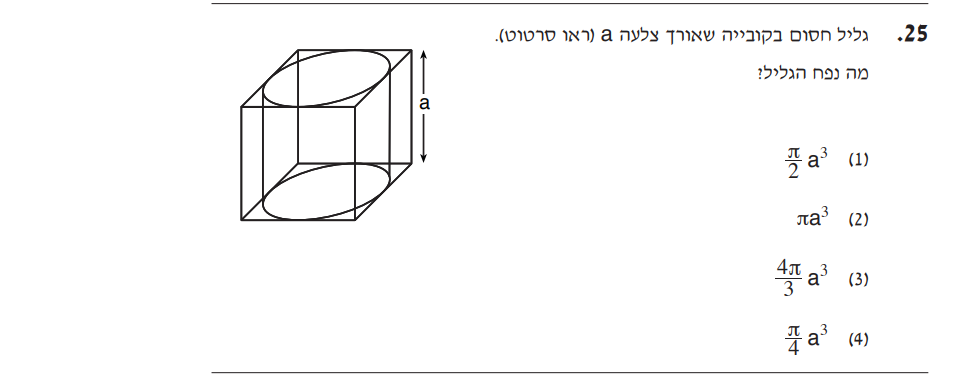 25. גליל חסום בקובייה שאורך צלעה a (ראו סרטוט).
מה נפח הגליל?
a
(1) π/2 a³
(2) πa³
(3) 4π/3 a³
(4) π/4 a³